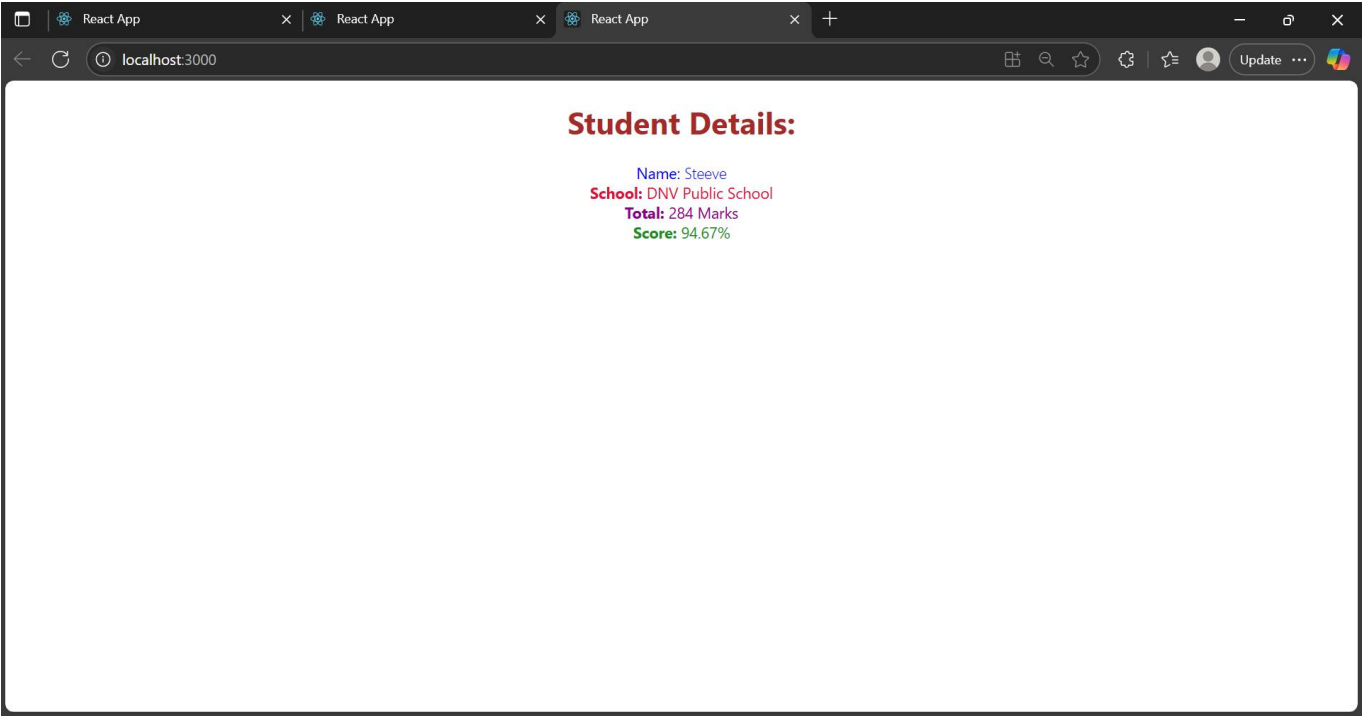 React App
React App
React App
localhost:3000
Update
Student Details:
Name: Steeve
School: DNV Public School
Total: 284 Marks
Score: 94.67%